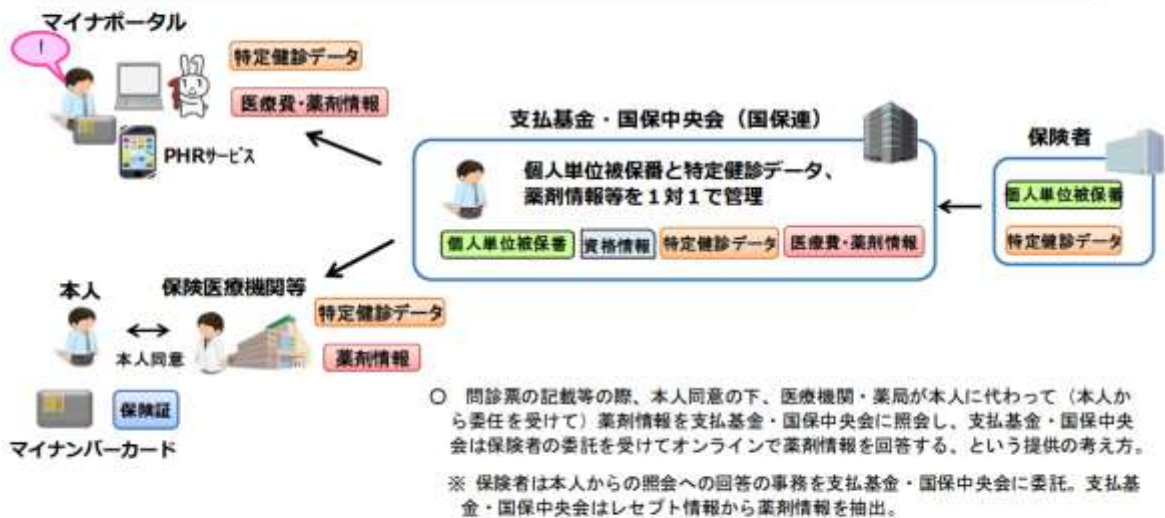 マイナポータル
!
特定健診データ
医療費・薬剤情報
PHRサービス
支払基金・国保中央会（国保連）
個人単位被保番と特定健診データ、
薬剤情報等を１対１で管理
個人単位被保番
資格情報
特定健診データ
医療費・薬剤情報
保険者
個人単位被保番
特定健診データ
本人
保険医療機関等
本人同意
特定健診データ
薬剤情報
保険証
マイナンバーカード
○ 問診票の記載等の際、本人同意の下、医療機関・薬局が本人に代わって（本人か
ら委任を受けて）薬剤情報を支払基金・国保中央会に照会し、支払基金・国保中央
会は保険者の委託を受けてオンラインで薬剤情報を回答する、という提供の考え方。
※ 保険者は本人からの照会への回答の事務を支払基金・国保中央会に委託。支払基
金・国保中央会はレセプト情報から薬剤情報を抽出。